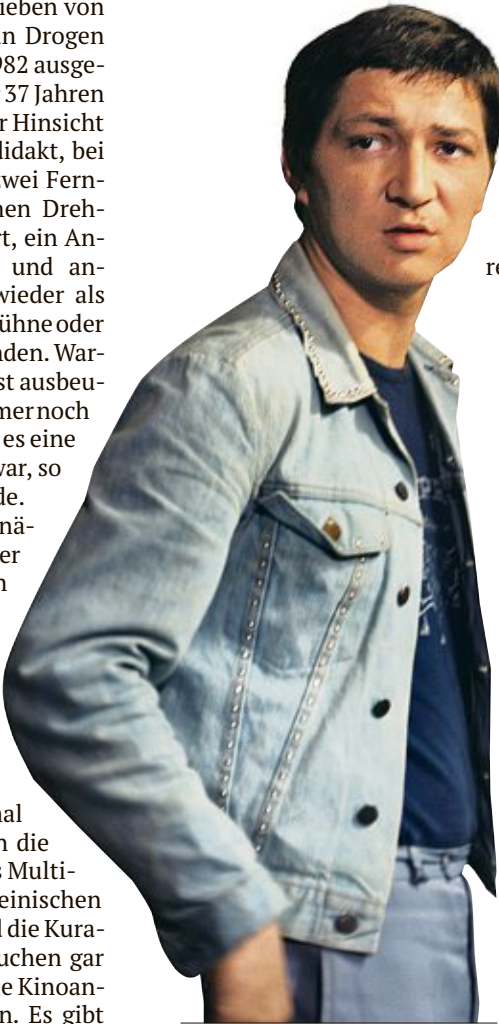 ieben von
n Drogen
982 ausge-
37 Jahren
r Hinsicht
lidakt, bei
wei Fern-
nen Dreh-
rt, ein An-
und an-
wieder als
ühne oder
nden. War-
st ausbeu-
mer noch
es eine
war, so
de.
nä-
er
n
re
nal
n die
s Multi-
einischen
l die Kura-
uchen gar
e Kinoan-
n. Es gibt